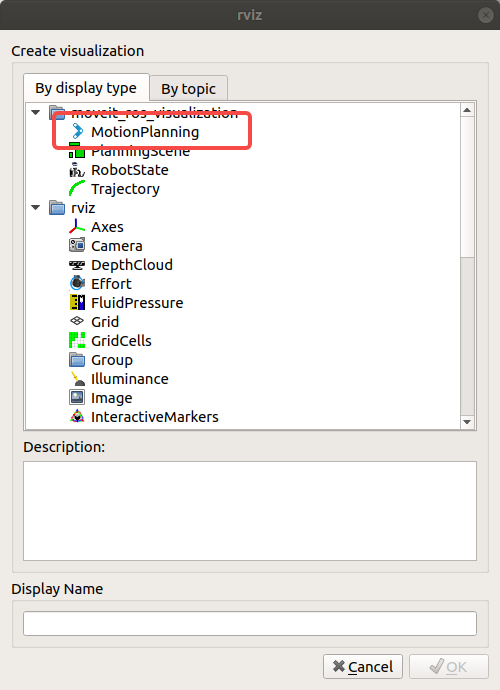 rviz
Create visualization
By display type By topic
moveit_ros_visualization
MotionPlanning
PlanningScene
RobotState
Trajectory
rviz
Axes
Camera
DepthCloud
Effort
FluidPressure
Grid
GridCells
Group
Illuminance
Image
InteractiveMarkers
Description:
Display Name
Cancel OK